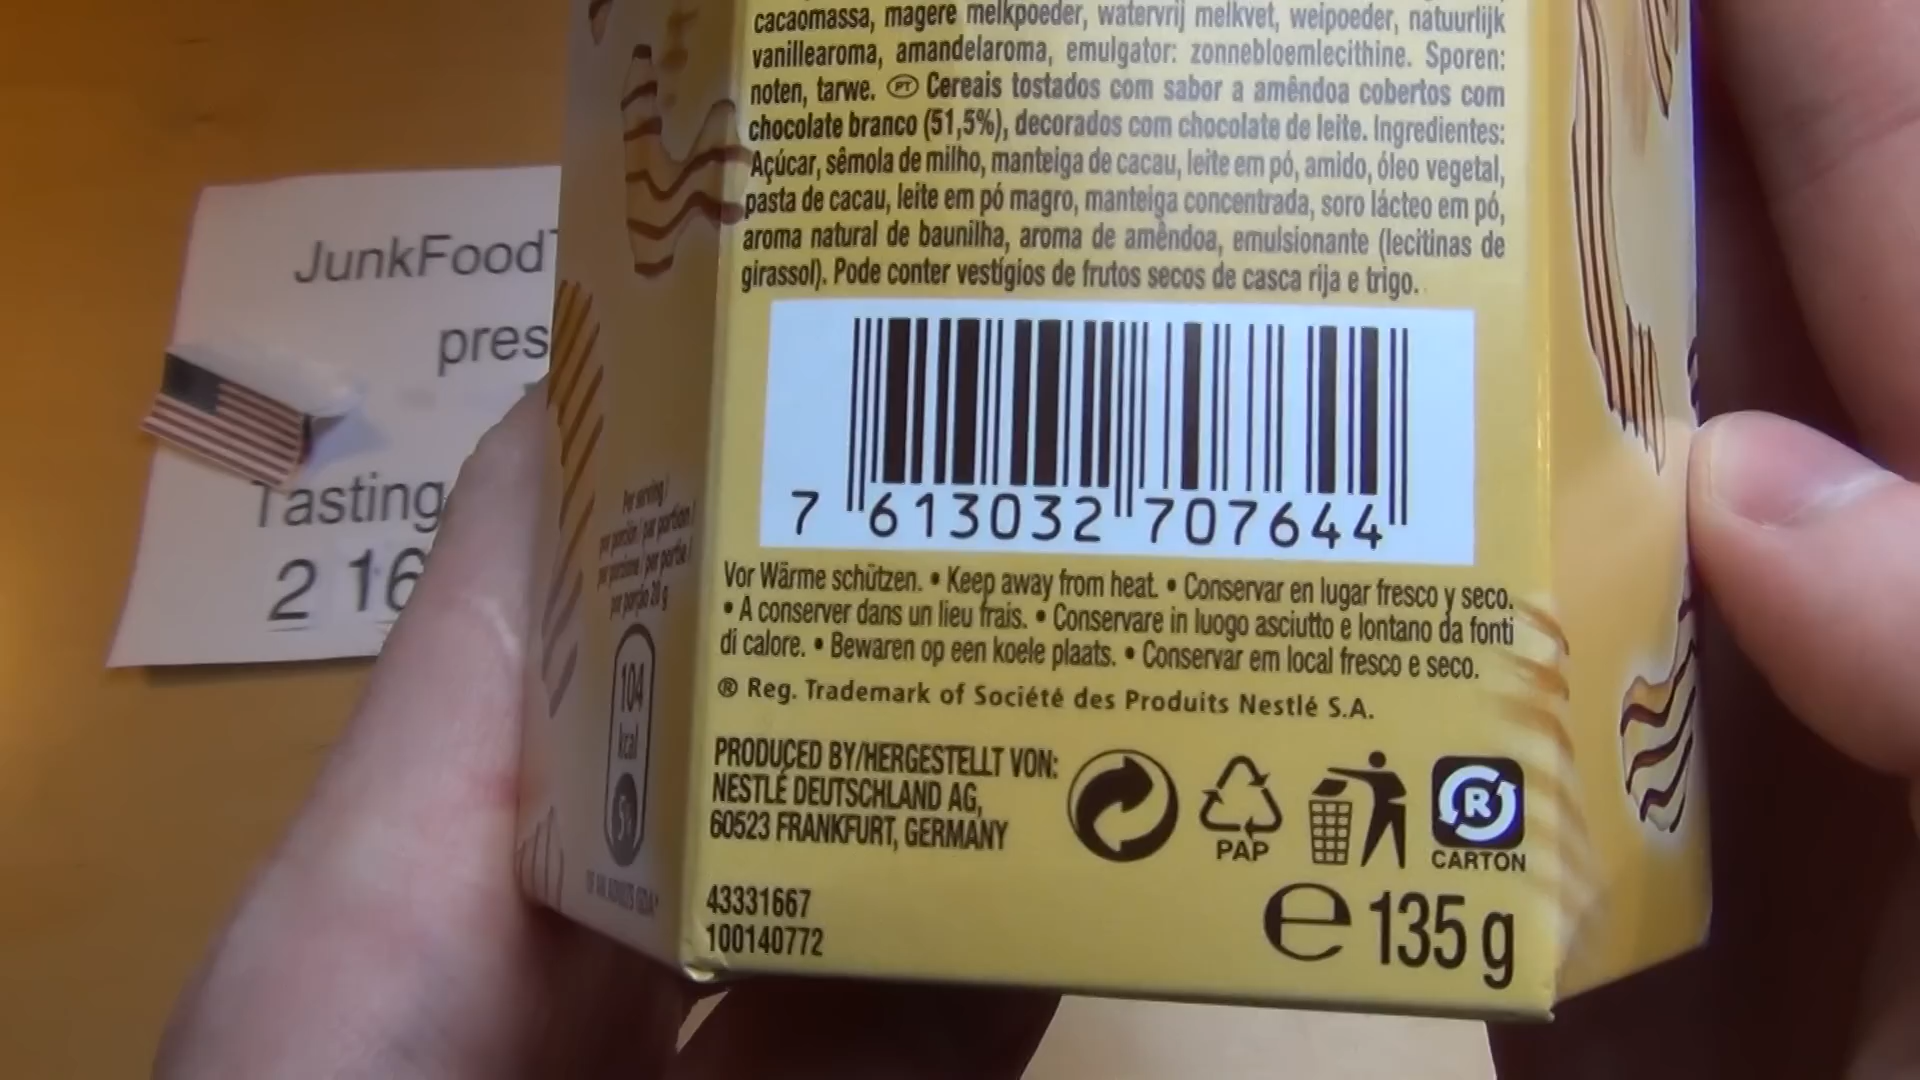 cacaomassa, magere melkpoeder, watervrij melkvet, weipoeder, natuurlijk
vanillearoma, amandelaroma, emulgator: zonnebloemlecithine. Sporen:
noten, tarwe. PT Cereais tostados com sabor a amêndoa cobertos com
chocolate branco (51,5%), decorados com chocolate de leite. Ingredientes:
Açúcar, sêmola de milho, manteiga de cacau, leite em pó, amido, óleo vegetal,
pasta de cacau, leite em pó magro, manteiga concentrada, soro lácteo em pó,
aroma natural de baunilha, aroma de amêndoa, emulsionante (lecitinas de
girassol). Pode conter vestígios de frutos secos de casca rija e trigo.
7 613032 707644
Vor Wärme schützen. • Keep away from heat. • Conservar en lugar fresco y seco.
• A conserver dans un lieu frais. • Conservare in luogo asciutto e lontano da fonti
di calore. • Bewaren op een koele plaats. • Conservar em local fresco e seco.
® Reg. Trademark of Société des Produits Nestlé S.A.
PRODUCED BY/HERGESTELLT VON:
NESTLÉ DEUTSCHLAND AG,
60523 FRANKFURT, GERMANY
PAP
R
CARTON
43331667
100140772
e 135 g
Per serving /
por porción / par portion /
per porzione / per portie /
por porção 20 g
104
kcal
5%
JunkFood
pres
Tasting
2 16